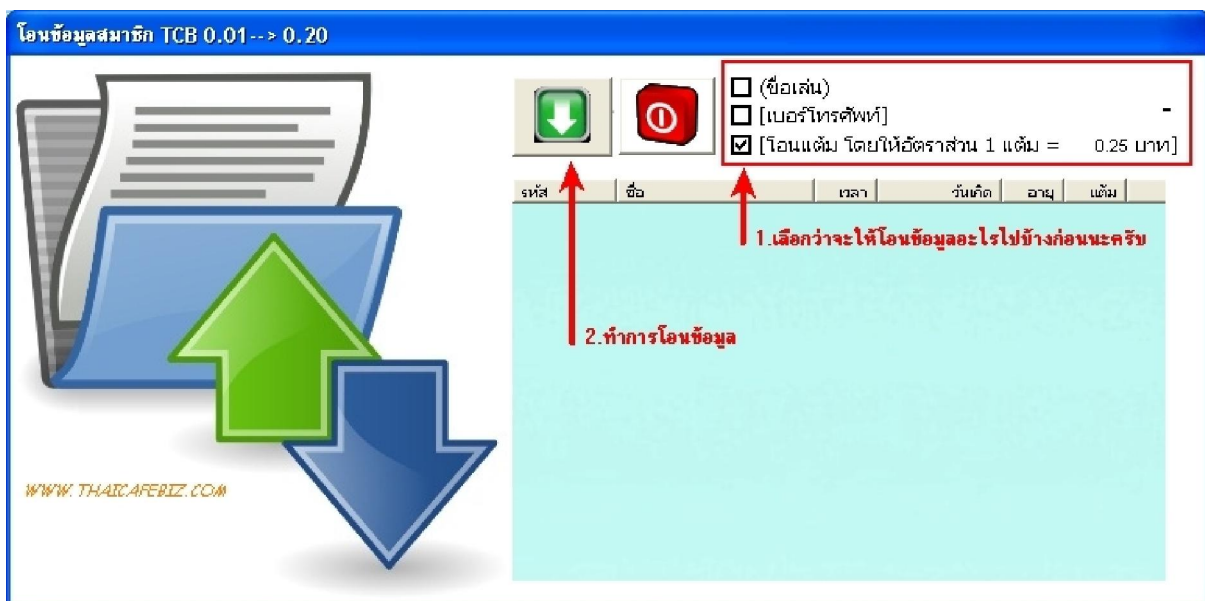 โอนข้อมูลสมาชิก TCB 0.01--> 0.20
(ชื่อเล่น)
[เบอร์โทรศัพท์] -
[โอนแต้ม โดยให้อัตราส่วน 1 แต้ม = 0.25 บาท]
รหัส ชื่อ เวลา วันเกิด อายุ แต้ม
1.เลือกว่าจะให้โอนข้อมูลอะไรไปบ้างก่อนนะครับ
2.ทำการโอนข้อมูล
WWW.THAICAFEBIZ.COM